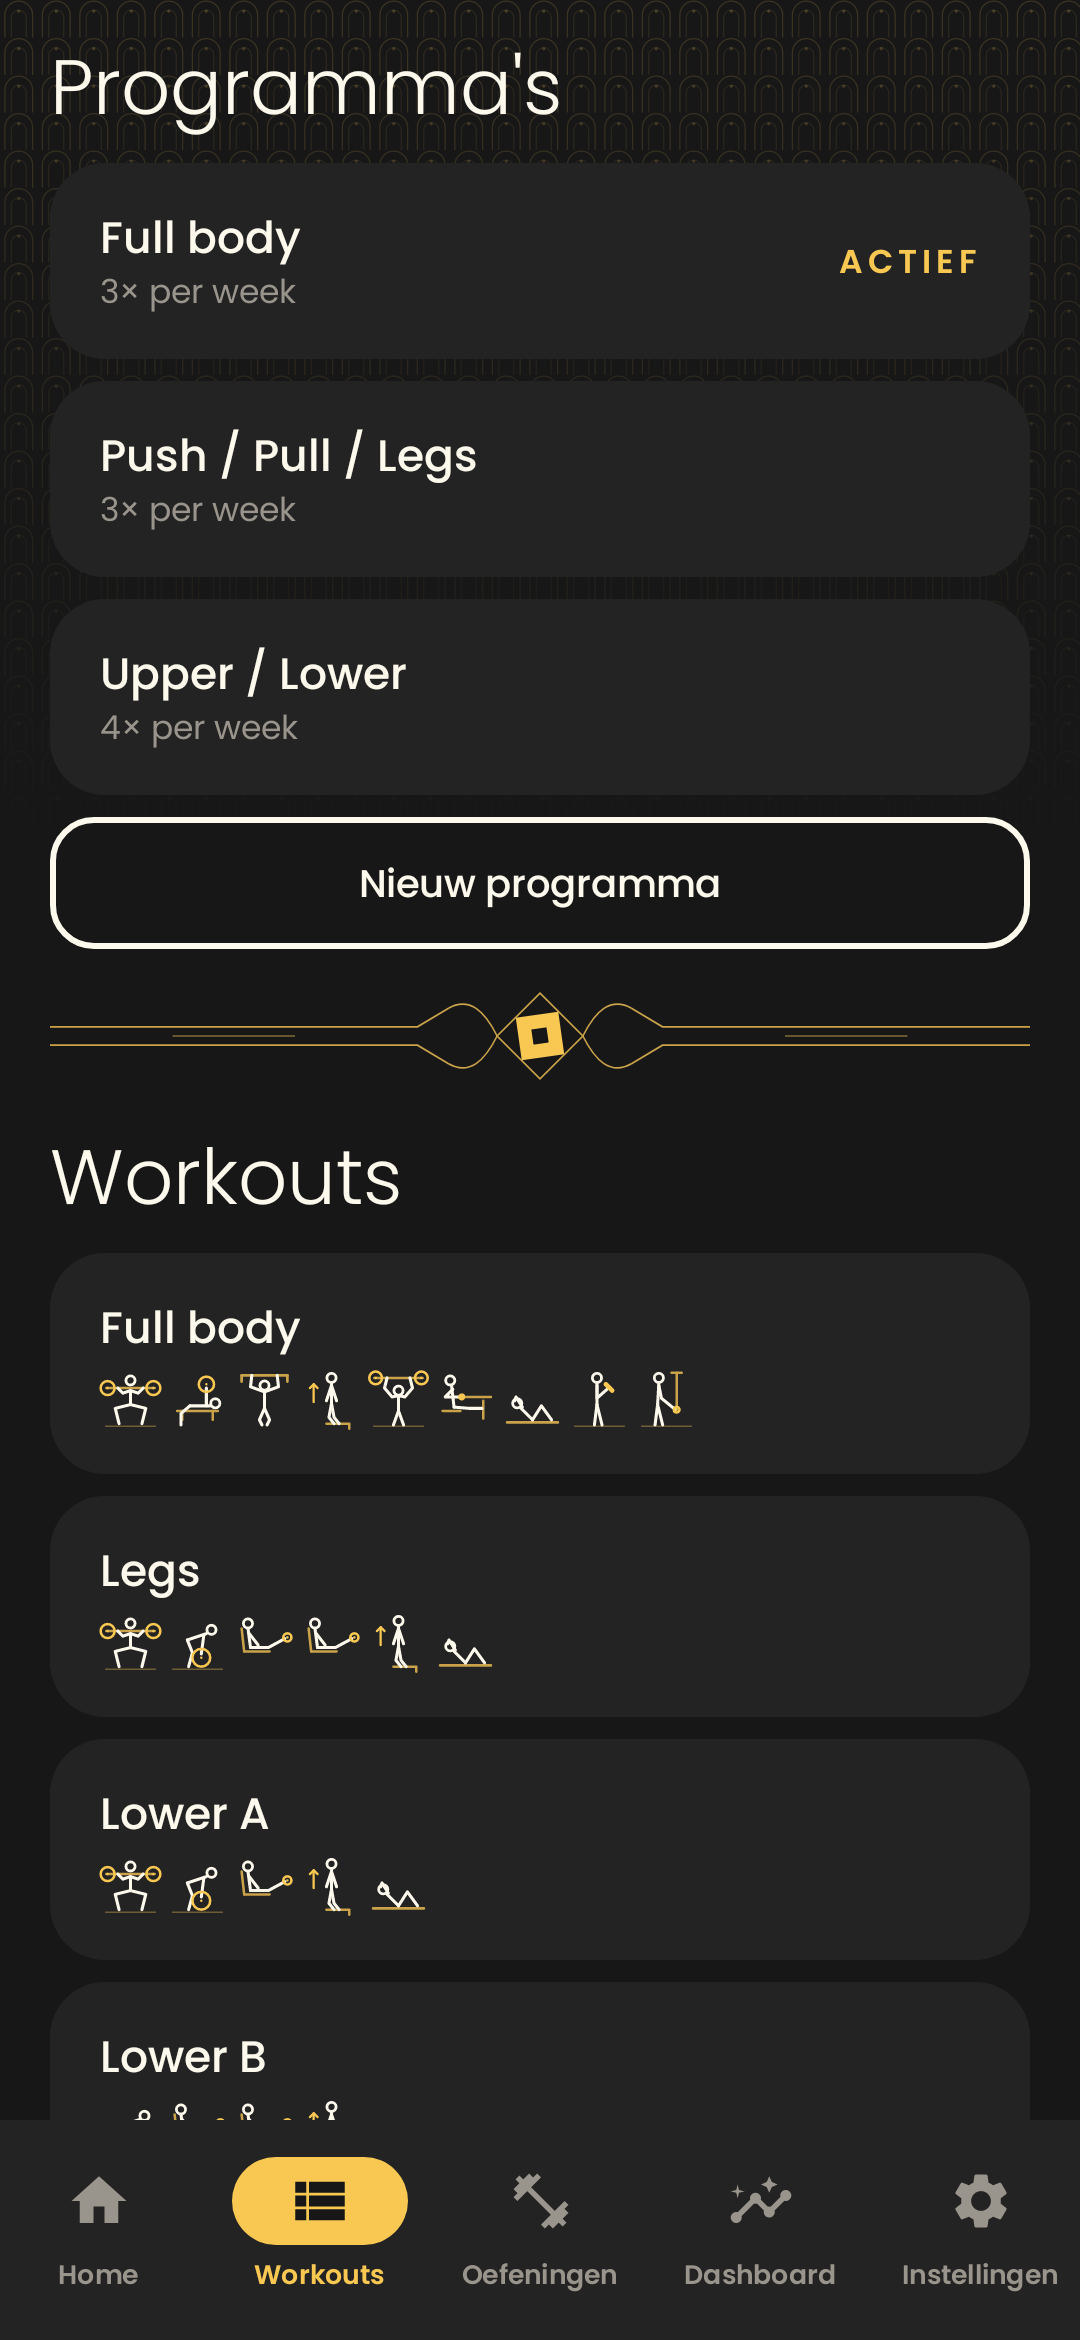 Programma's
Full body
3× per week
ACTIEF
Push / Pull / Legs
3× per week
Upper / Lower
4× per week
Nieuw programma
Workouts
Full body
Legs
Lower A
Lower B
Home
Workouts
Oefeningen
Dashboard
Instellingen